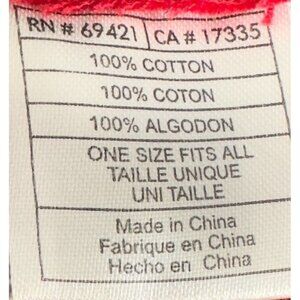 RN # 69421 CA # 17335
100% COTTON
100% COTON
100% ALGODON
ONE SIZE FITS ALL
TAILLE UNIQUE
UNI TAILLE
Made in China
Fabrique en China
Hecho en China